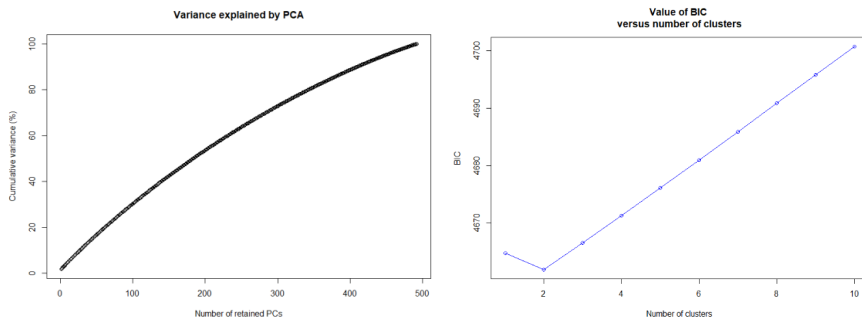 Variance explained by PCA
Cumulative variance (%)
100
80
60
40
20
0
0 100 200 300 400 500
Number of retained PCs
Value of BIC
versus number of clusters
BIC
4700
4690
4680
4670
2 4 6 8 10
Number of clusters